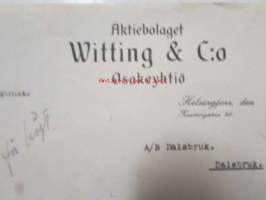 Aktiebolaget
Witting & C:o
Osakeyhtiö
Helsingfors, den
A/B Dalsbruk.
Dalsbruk.